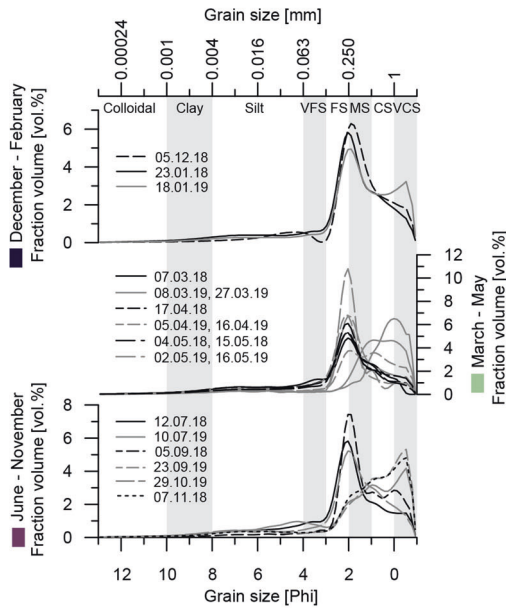 Grain size [mm]
0.00024 0.001 0.004 0.016 0.063 0.250 1
Colloidal Clay Silt VFS FS MS CS VCS
December - February
Fraction volume [vol.%]
6
4
2
0
05.12.18
23.01.18
18.01.19
March - May
Fraction volume [vol.%]
12
10
8
6
4
2
0
07.03.18
08.03.19, 27.03.19
17.04.18
05.04.19, 16.04.19
04.05.18, 15.05.18
02.05.19, 16.05.19
June - November
Fraction volume [vol.%]
8
6
4
2
0
12.07.18
10.07.19
05.09.18
23.09.19
29.10.19
07.11.18
12 10 8 6 4 2 0
Grain size [Phi]